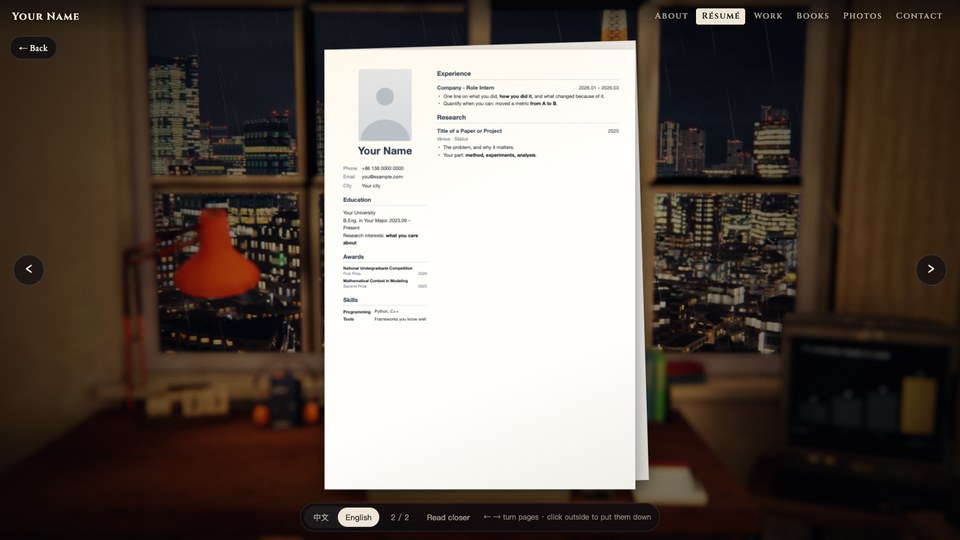 YOUR NAME
ABOUT
RÉSUMÉ
WORK
BOOKS
PHOTOS
CONTACT
← Back
Your Name
Phone +86 138 0000 0000
Email you@example.com
City Your city
Education
Your University
B.Eng. in Your Major, 2023.09 –
Present
Research interests: what you care
about
Awards
National Undergraduate Competition
First Prize 2026
Mathematical Contest in Modeling
Second Prize 2025
Skills
Programming Python, C++
Tools Frameworks you know well
Experience
Company - Role Intern 2026.01 – 2026.03
• One line on what you did, how you did it, and what changed because of it.
• Quantify when you can: moved a metric from A to B.
Research
Title of a Paper or Project 2025
Venue · Status
• The problem, and why it matters.
• Your part: method, experiments, analysis.
<
>
中文
English
2 / 2
Read closer
←→ turn pages · click outside to put them down